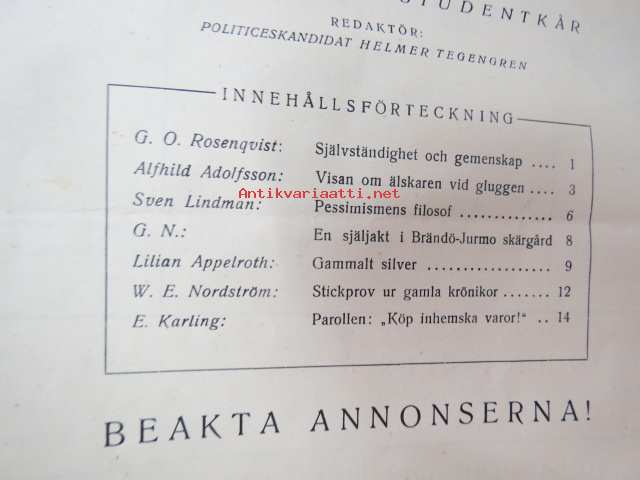 STUDENTKÅR
REDAKTÖR:
POLITICESKANDIDAT HELMER TEGENGREN
INNEHÅLLSFÖRTECKNING
G. O. Rosenqvist: Självständighet och gemenskap .... 1
Alfhild Adolfsson: Visan om älskaren vid gluggen .... 3
Antikvariaatti.net
Sven Lindman: Pessimismens filosof .............. 6
G. N.: En själjakt i Brändö-Jurmo skärgård 8
Lilian Appelroth: Gammalt silver .................. 9
W. E. Nordström: Stickprov ur gamla krönikor ....... 12
E. Karling: Parollen: „Köp inhemska varor!“ .. 14
BEAKTA ANNONSERNA!